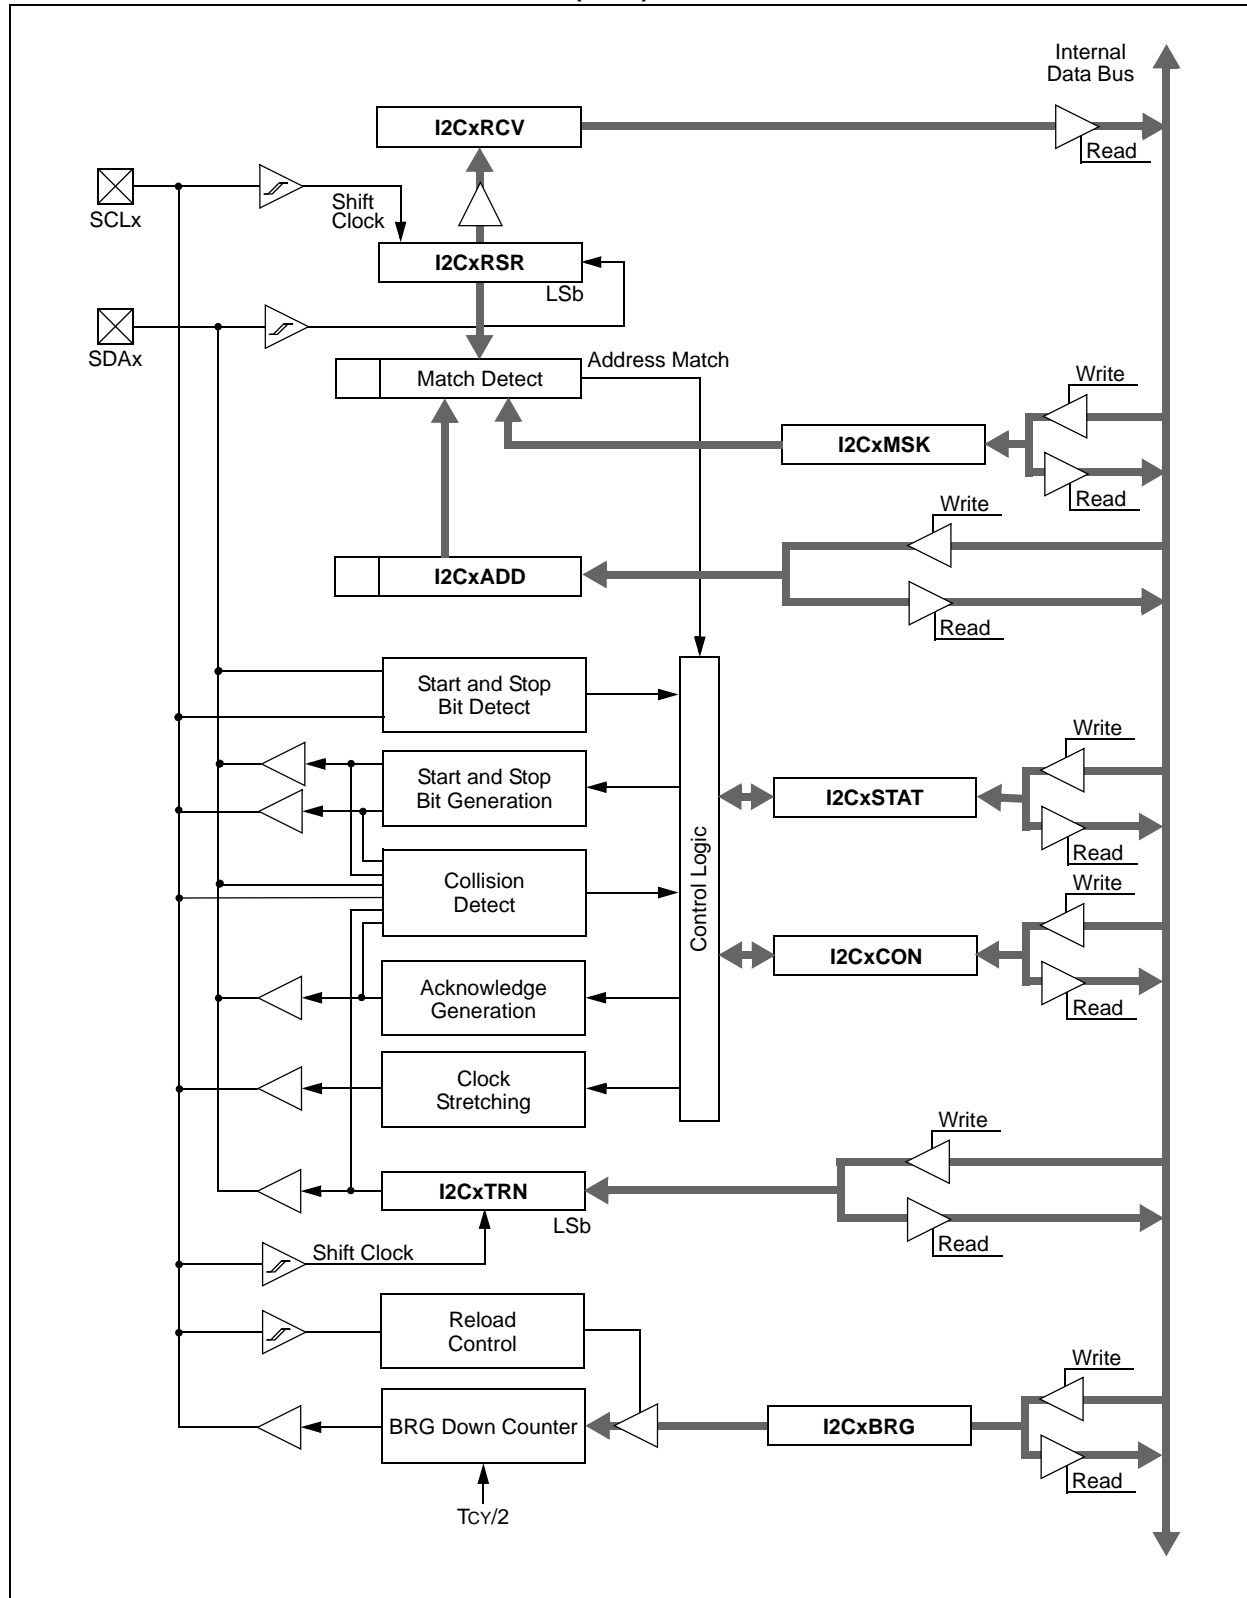 Internal
Data Bus
I2CxRCV
Read
SCLx
Shift
Clock
I2CxRSR
LSb
SDAx
Address Match
Match Detect
Write
I2CxMSK
Read
Write
I2CxADD
Read
Start and Stop
Bit Detect
Write
Start and Stop
Bit Generation
I2CxSTAT
Read
Control Logic
Collision
Detect
Write
I2CxCON
Acknowledge
Generation
Read
Clock
Stretching
Write
I2CxTRN
LSb
Read
Shift Clock
Reload
Control
Write
BRG Down Counter
I2CxBRG
Read
TCY/2